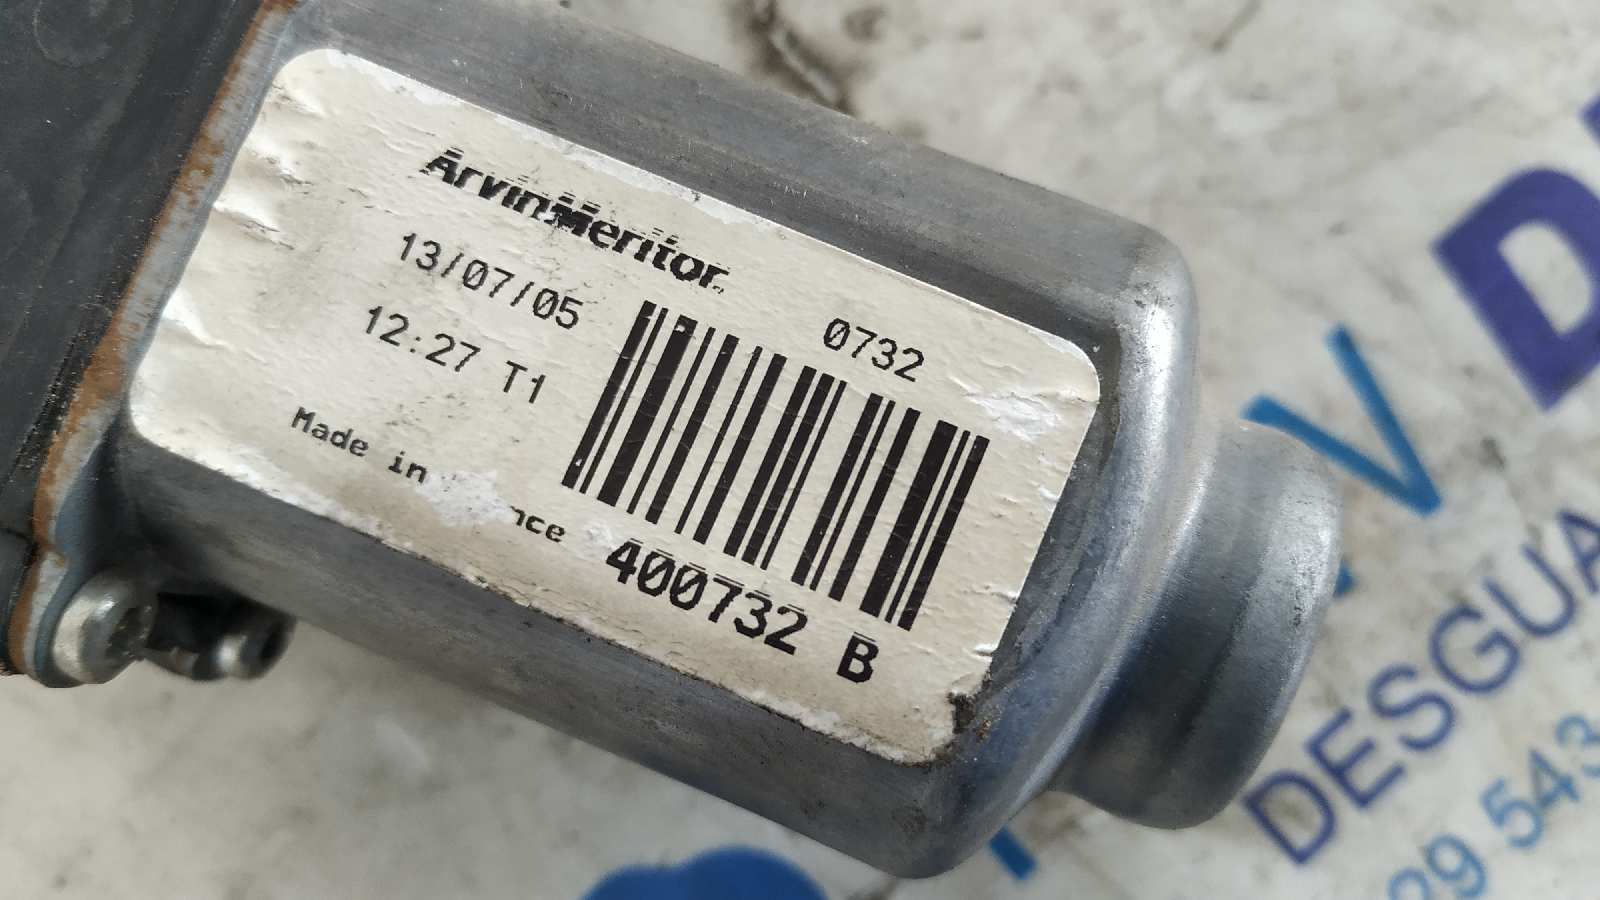 ArvinMeritor
13/07/05
0732
12:27 T1
Made in nce
400732 B
D
V
DESGUA
29 543